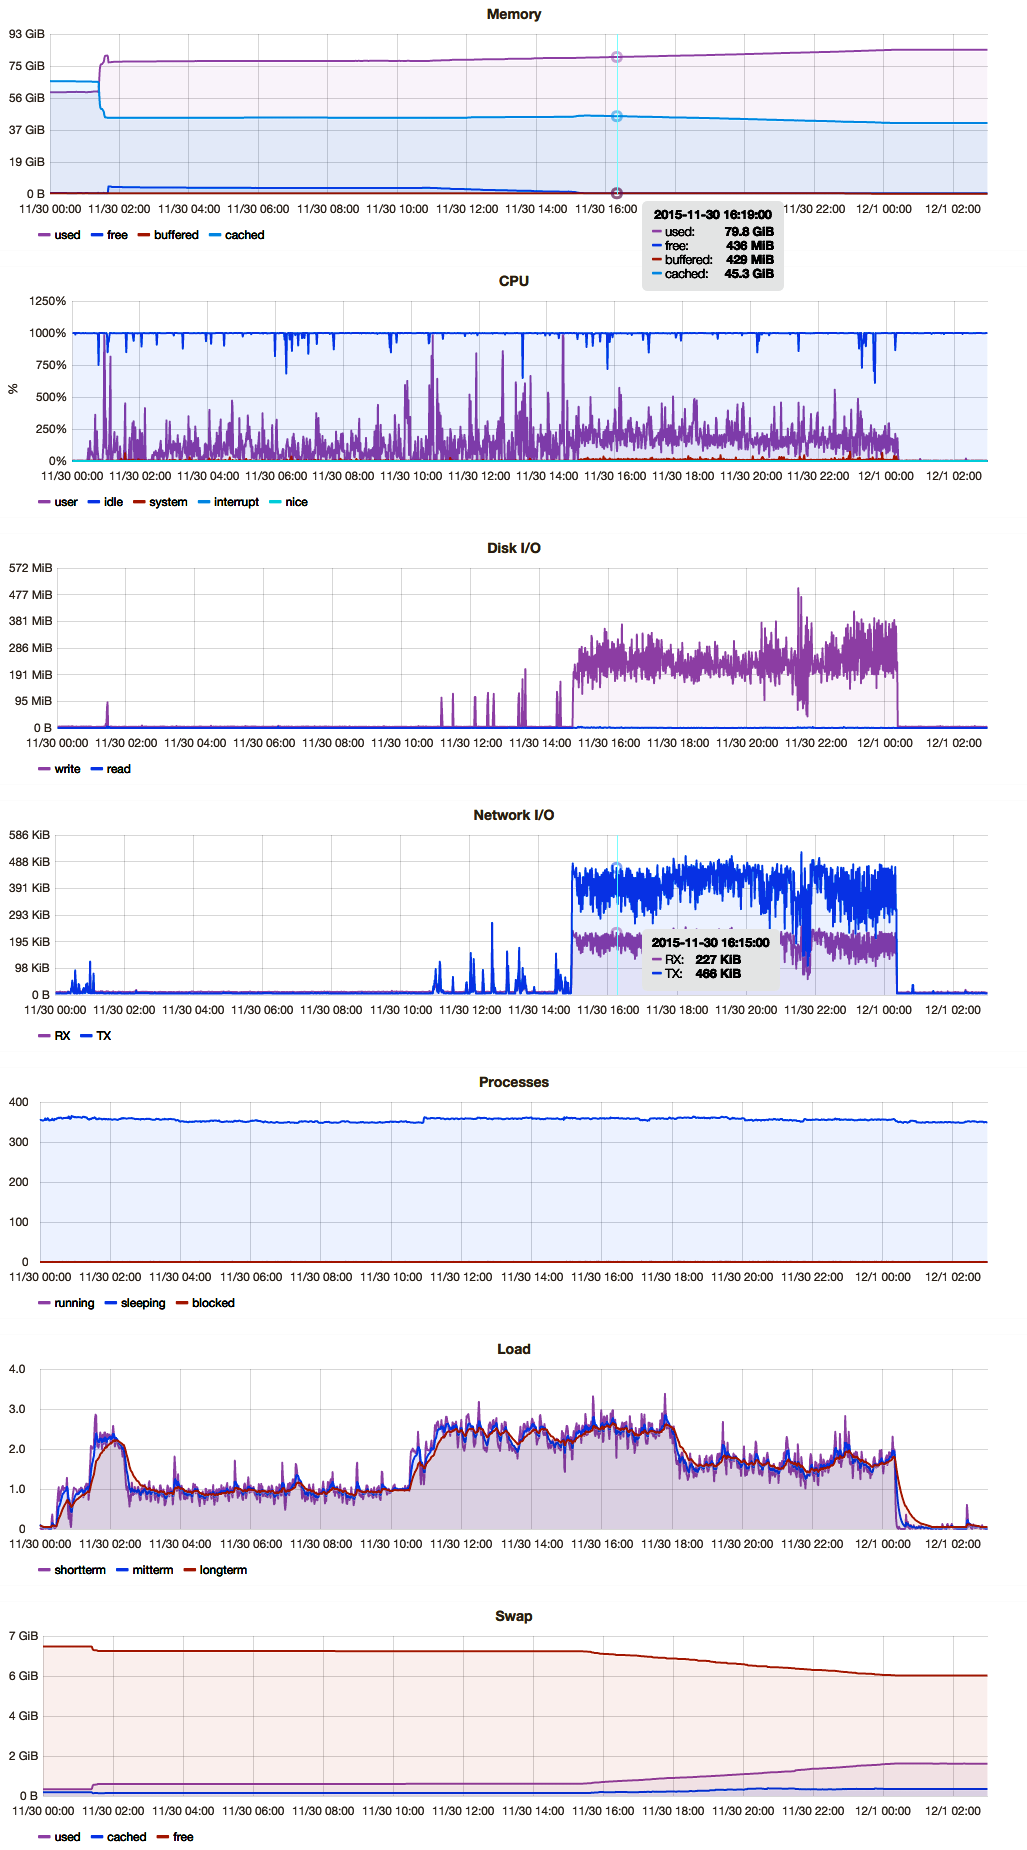 Memory
93 GiB
75 GiB
56 GiB
37 GiB
19 GiB
0 B
11/30 00:00 11/30 02:00 11/30 04:00 11/30 06:00 11/30 08:00 11/30 10:00 11/30 12:00 11/30 14:00 11/30 16:00 11/30 22:00 12/1 00:00 12/1 02:00
2015-11-30 16:19:00
used: 79.8 GiB
free: 436 MiB
buffered: 429 MiB
cached: 45.3 GiB
used free buffered cached
CPU
1250%
1000%
750%
500%
250%
0%
%
11/30 00:00 11/30 02:00 11/30 04:00 11/30 06:00 11/30 08:00 11/30 10:00 11/30 12:00 11/30 14:00 11/30 16:00 11/30 18:00 11/30 20:00 11/30 22:00 12/1 00:00 12/1 02:00
user idle system interrupt nice
Disk I/O
572 MiB
477 MiB
381 MiB
286 MiB
191 MiB
95 MiB
0 B
11/30 00:00 11/30 02:00 11/30 04:00 11/30 06:00 11/30 08:00 11/30 10:00 11/30 12:00 11/30 14:00 11/30 16:00 11/30 18:00 11/30 20:00 11/30 22:00 12/1 00:00 12/1 02:00
write read
Network I/O
586 KiB
488 KiB
391 KiB
293 KiB
195 KiB
98 KiB
0 B
2015-11-30 16:15:00
RX: 227 KiB
TX: 466 KiB
11/30 00:00 11/30 02:00 11/30 04:00 11/30 06:00 11/30 08:00 11/30 10:00 11/30 12:00 11/30 14:00 11/30 16:00 11/30 18:00 11/30 20:00 11/30 22:00 12/1 00:00 12/1 02:00
RX TX
Processes
400
300
200
100
0
11/30 00:00 11/30 02:00 11/30 04:00 11/30 06:00 11/30 08:00 11/30 10:00 11/30 12:00 11/30 14:00 11/30 16:00 11/30 18:00 11/30 20:00 11/30 22:00 12/1 00:00 12/1 02:00
running sleeping blocked
Load
4.0
3.0
2.0
1.0
0
11/30 00:00 11/30 02:00 11/30 04:00 11/30 06:00 11/30 08:00 11/30 10:00 11/30 12:00 11/30 14:00 11/30 16:00 11/30 18:00 11/30 20:00 11/30 22:00 12/1 00:00 12/1 02:00
shortterm mitterm longterm
Swap
7 GiB
6 GiB
4 GiB
2 GiB
0 B
11/30 00:00 11/30 02:00 11/30 04:00 11/30 06:00 11/30 08:00 11/30 10:00 11/30 12:00 11/30 14:00 11/30 16:00 11/30 18:00 11/30 20:00 11/30 22:00 12/1 00:00 12/1 02:00
used cached free